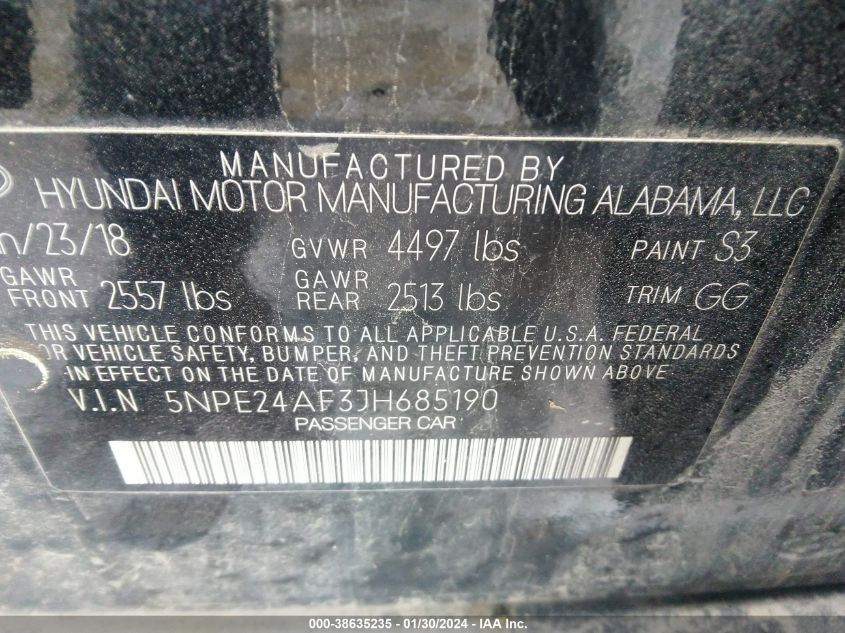 MANUFACTURED BY
HYUNDAI MOTOR MANUFACTURING ALABAMA, LLC
/23/18 GVWR 4497 lbs PAINT S3
GAWR FRONT 2557 lbs GAWR REAR 2513 lbs TRIM GG
THIS VEHICLE CONFORMS TO ALL APPLICABLE U.S.A. FEDERAL
OR VEHICLE SAFETY, BUMPER, AND THEFT PREVENTION STANDARDS
IN EFFECT ON THE DATE OF MANUFACTURE SHOWN ABOVE
V.I.N 5NPE24AF3JH685190
PASSENGER CAR
000-38635235 - 01/30/2024 - IAA Inc.